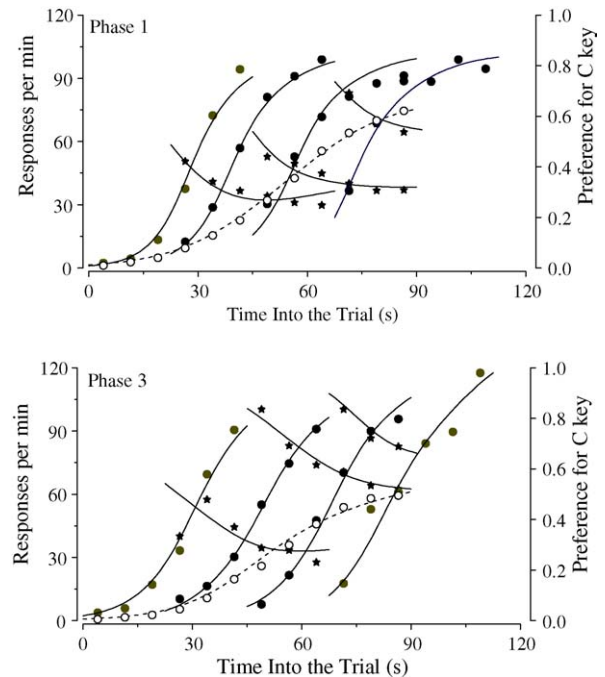 Phase 1
Responses per min
120
90
60
30
0
1.0
0.8
0.6
0.4
0.2
0.0
Preference for C key
0 30 60 90 120
Time Into the Trial (s)
Phase 3
Responses per min
120
90
60
30
0
1.0
0.8
0.6
0.4
0.2
0.0
Preference for C key
0 30 60 90 120
Time Into the Trial (s)